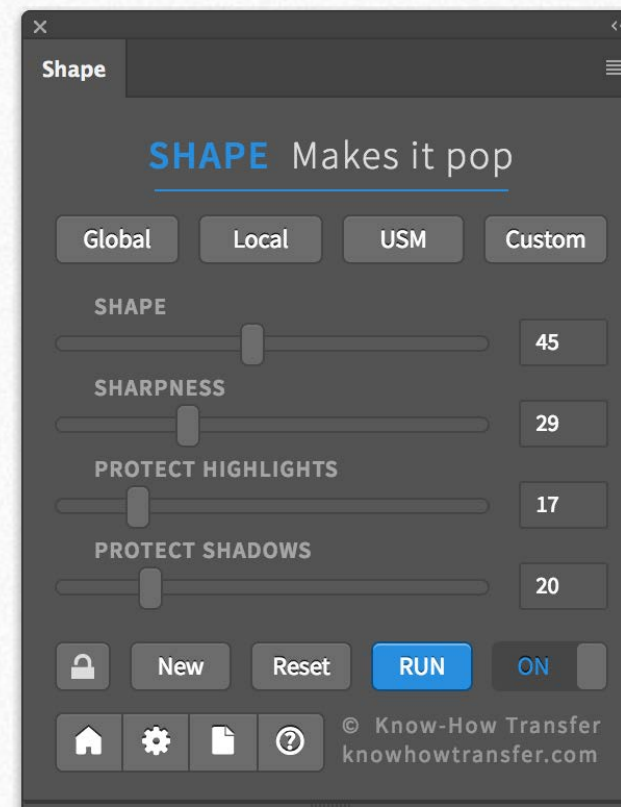 Shape
SHAPE Makes it pop
Global Local USM Custom
SHAPE
45
SHARPNESS
29
PROTECT HIGHLIGHTS
17
PROTECT SHADOWS
20
New Reset RUN ON
© Know-How Transfer
knowhowtransfer.com